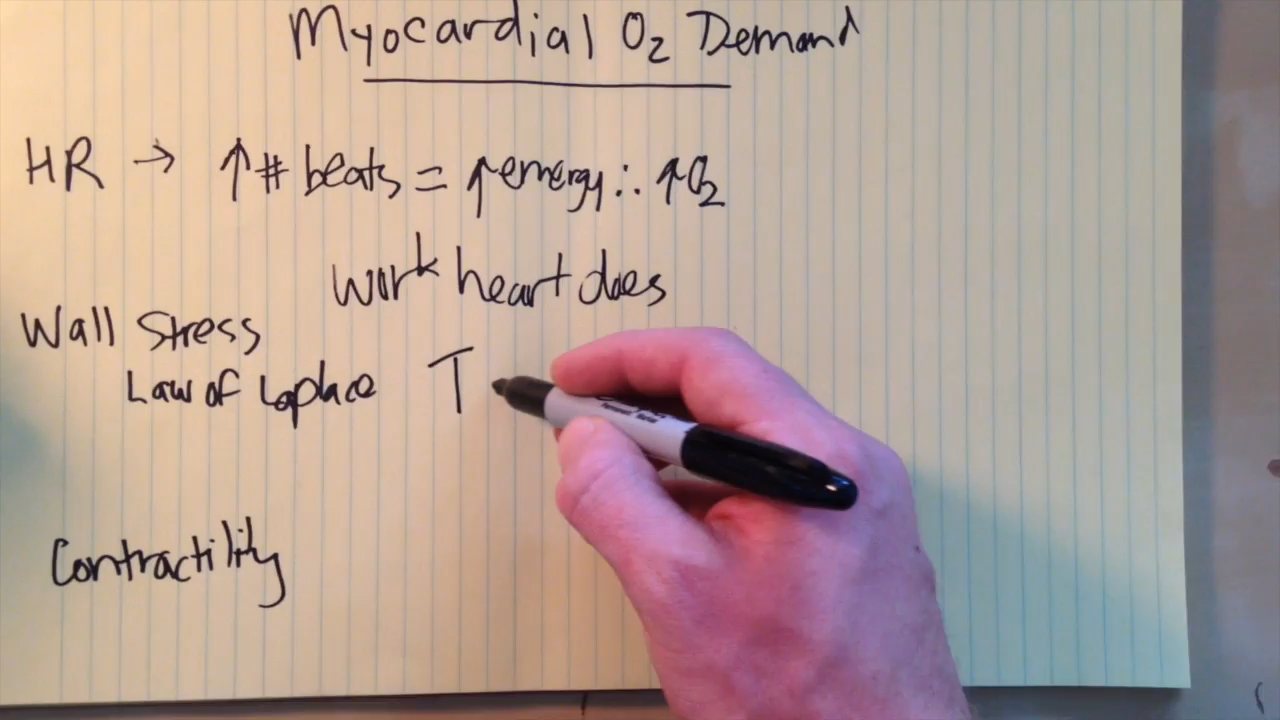 Myocardial O2 Demand
HR → ↑ # beats = ↑ energy ∴ ↑O2
work heart does
Wall Stress
Law of Laplace T
Contractility